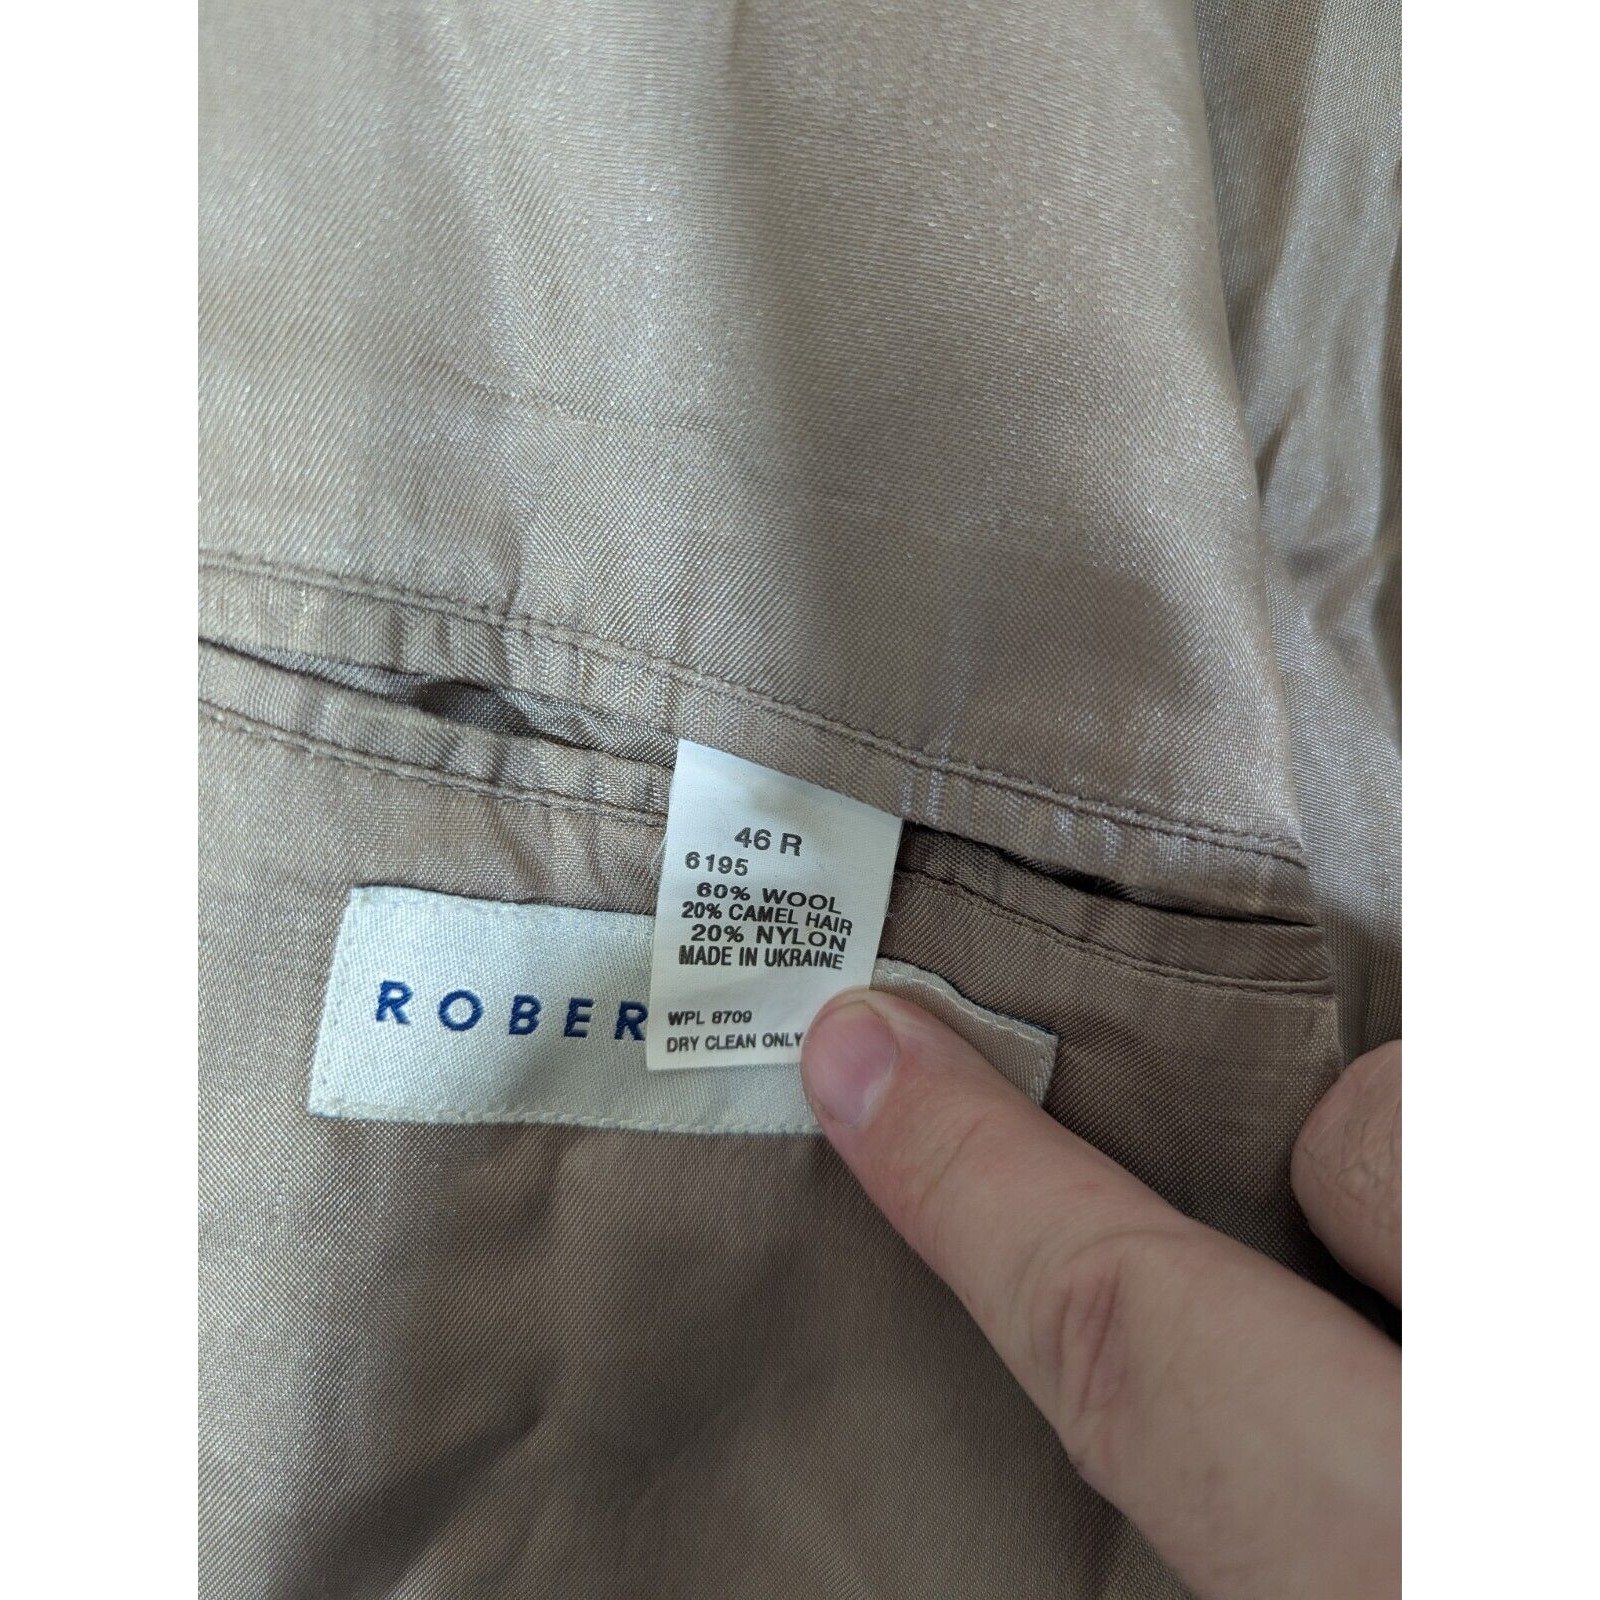 46 R
6195
60% WOOL
20% CAMEL HAIR
20% NYLON
MADE IN UKRAINE
WPL 8709
DRY CLEAN ONLY
ROBER